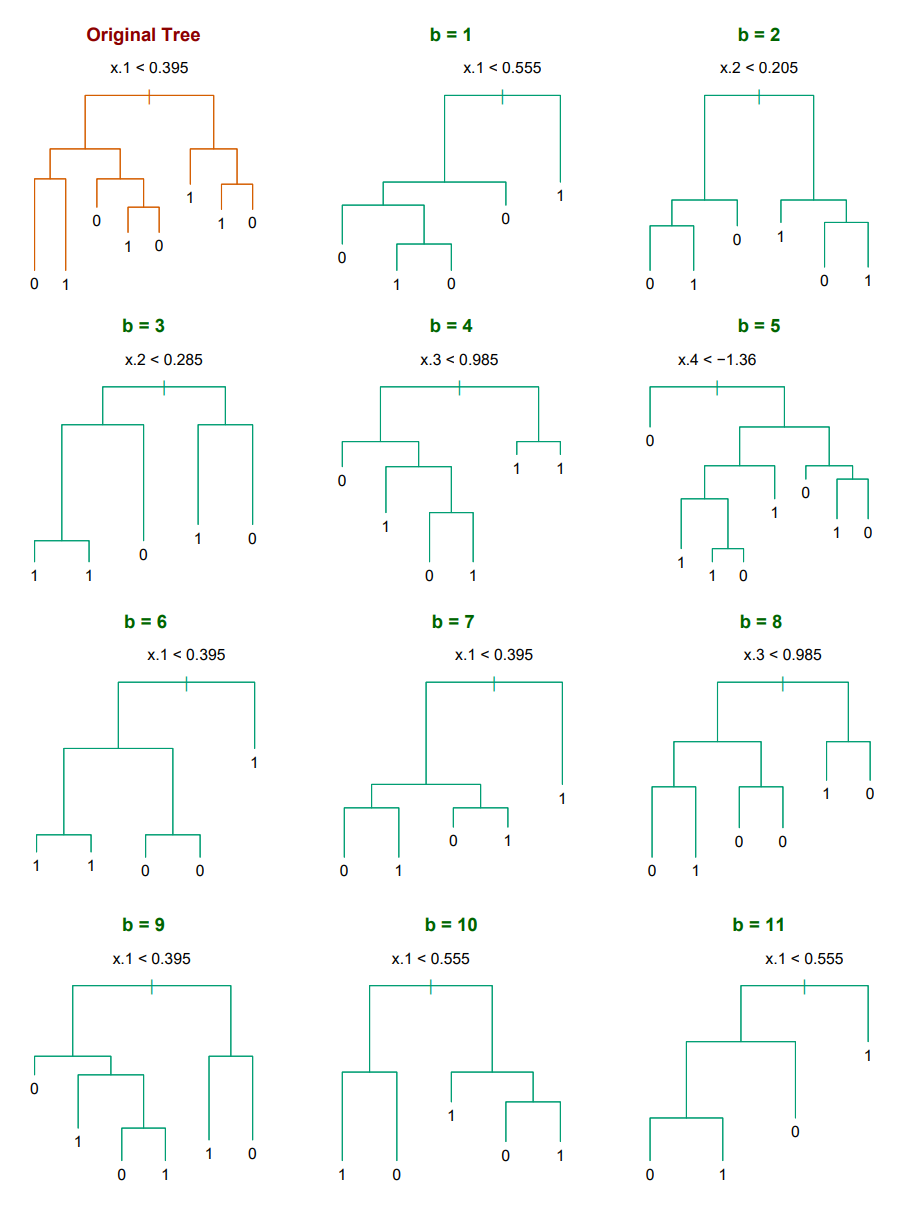 Original Tree
x.1 < 0.395
0 1 0 1 0 1 1 0
b = 1
x.1 < 0.555
0 1 0 0 1
b = 2
x.2 < 0.205
0 1 0 1 0 1
b = 3
x.2 < 0.285
1 1 0 1 0
b = 4
x.3 < 0.985
0 1 0 1 1 1
b = 5
x.4 < −1.36
0 1 1 0 1 0 1 0
b = 6
x.1 < 0.395
1 1 0 0 1
b = 7
x.1 < 0.395
0 1 0 1 1
b = 8
x.3 < 0.985
0 1 0 0 1 0
b = 9
x.1 < 0.395
0 1 0 1 1 0
b = 10
x.1 < 0.555
1 0 1 0 1
b = 11
x.1 < 0.555
0 1 0 1